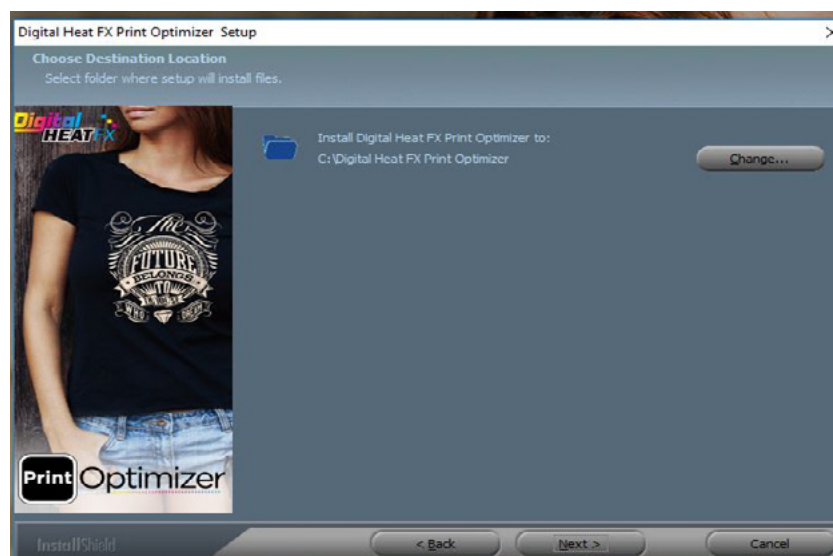 Digital Heat FX Print Optimizer Setup
Choose Destination Location
Select folder where setup will install files.
Digital
HEAT FX
Install Digital Heat FX Print Optimizer to:
C:\Digital Heat FX Print Optimizer
Change...
The
FUTURE
BELONGS
TO
WHO DREAM
Print Optimizer
InstallShield
< Back
Next >
Cancel